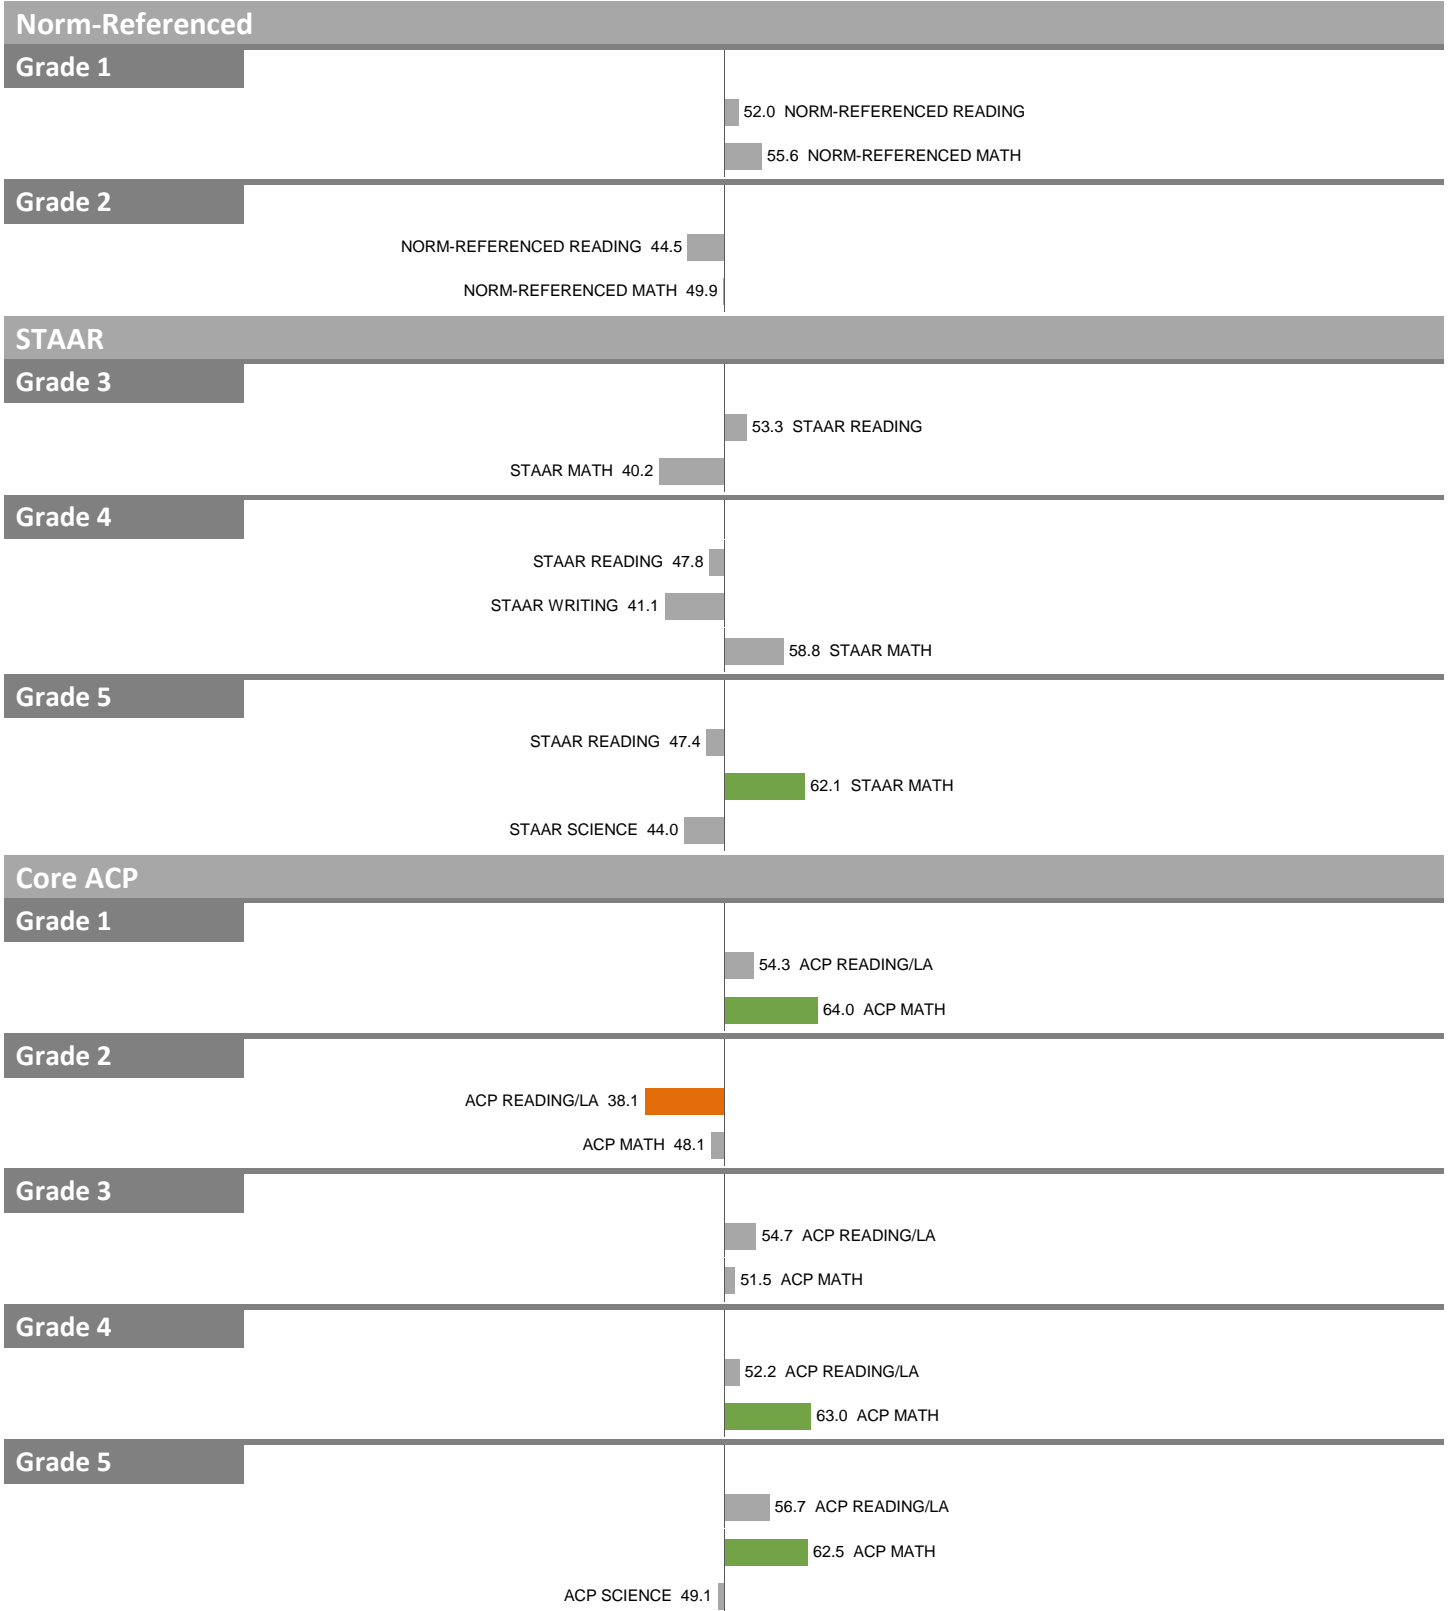 Norm-Referenced
Grade 1
52.0 NORM-REFERENCED READING
55.6 NORM-REFERENCED MATH
Grade 2
NORM-REFERENCED READING 44.5
NORM-REFERENCED MATH 49.9
STAAR
Grade 3
53.3 STAAR READING
STAAR MATH 40.2
Grade 4
STAAR READING 47.8
STAAR WRITING 41.1
58.8 STAAR MATH
Grade 5
STAAR READING 47.4
62.1 STAAR MATH
STAAR SCIENCE 44.0
Core ACP
Grade 1
54.3 ACP READING/LA
64.0 ACP MATH
Grade 2
ACP READING/LA 38.1
ACP MATH 48.1
Grade 3
54.7 ACP READING/LA
51.5 ACP MATH
Grade 4
52.2 ACP READING/LA
63.0 ACP MATH
Grade 5
56.7 ACP READING/LA
62.5 ACP MATH
ACP SCIENCE 49.1